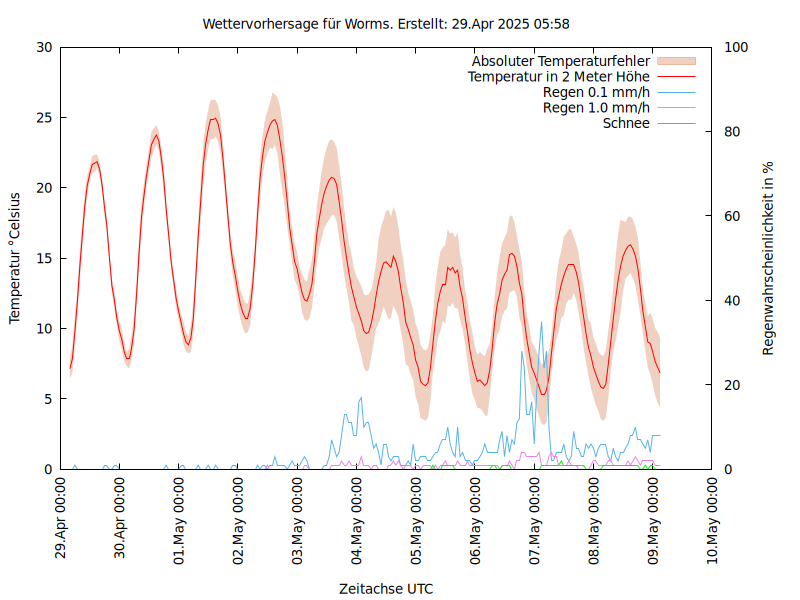 Wettervorhersage für Worms. Erstellt: 29.Apr 2025 05:58
Absoluter Temperaturfehler
Temperatur in 2 Meter Höhe
Regen 0.1 mm/h
Regen 1.0 mm/h
Schnee
Temperatur °Celsius
30
25
20
15
10
5
0
Regenwahrscheinlichkeit in %
100
80
60
40
20
0
29.Apr 00:00
30.Apr 00:00
01.May 00:00
02.May 00:00
03.May 00:00
04.May 00:00
05.May 00:00
06.May 00:00
07.May 00:00
08.May 00:00
09.May 00:00
10.May 00:00
Zeitachse UTC